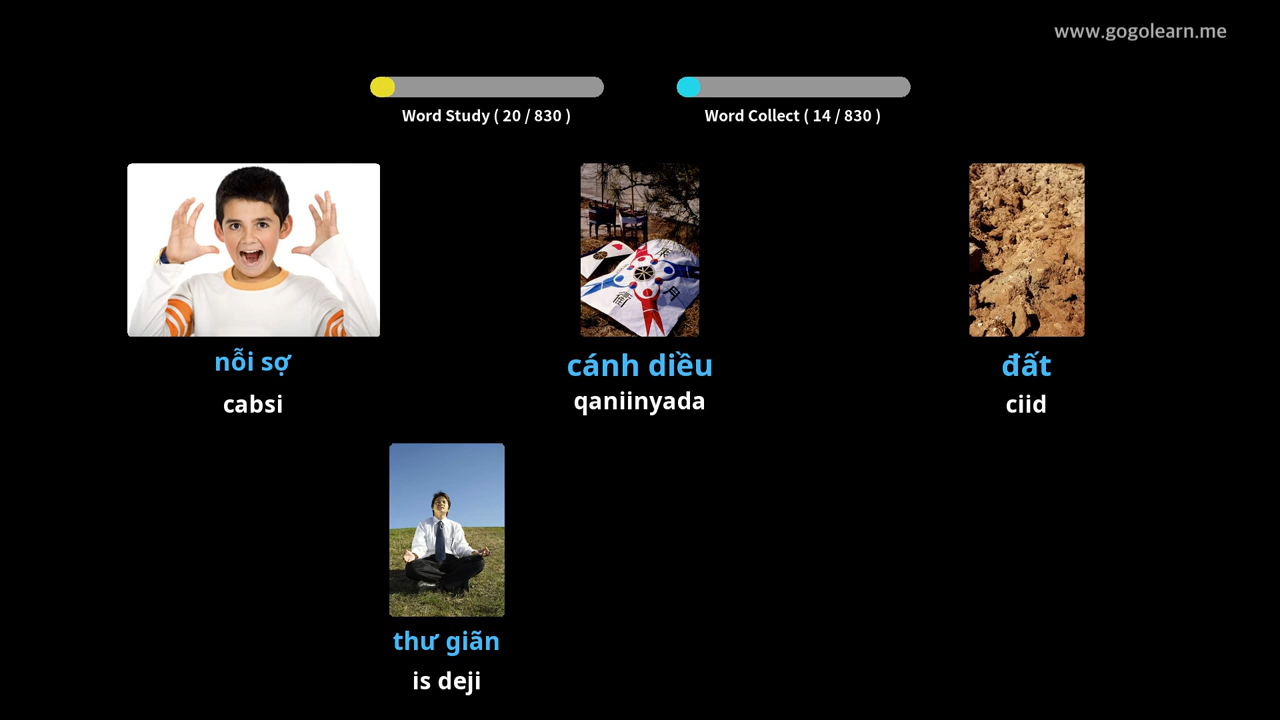 www.gogolearn.me
Word Study ( 20 / 830 )
Word Collect ( 14 / 830 )
nỗi sợ
cabsi
cánh diều
qaniinyada
đất
ciid
thư giãn
is deji